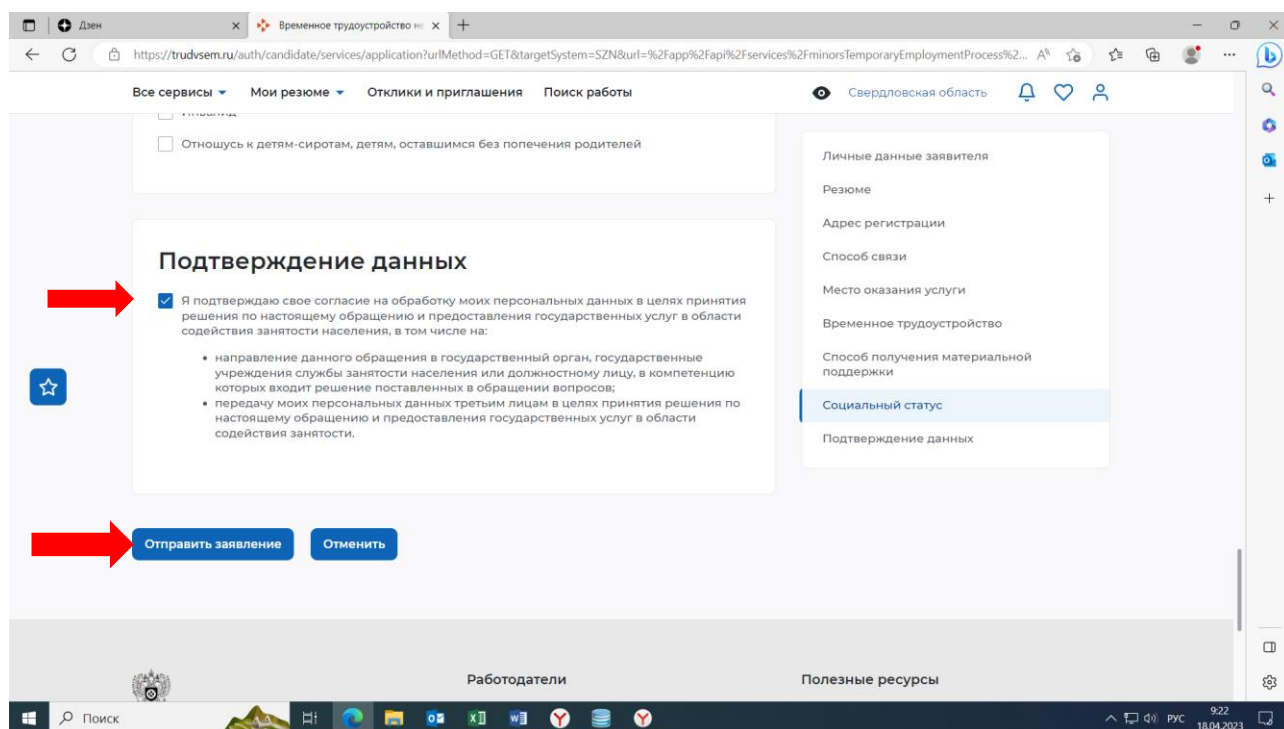 Дзен
Временное трудоустройство не
https://trudvsem.ru/auth/candidate/services/application?urlMethod=GET&targetSystem=SZN&url=%2Fapp%2Fapi%2Fservices%2FminorsTemporaryEmploymentProcess%2...
Все сервисы Мои резюме Отклики и приглашения Поиск работы Свердловская область
Инвалид
Отношусь к детям-сиротам, детям, оставшимся без попечения родителей
Подтверждение данных
Я подтверждаю свое согласие на обработку моих персональных данных в целях принятия
решения по настоящему обращению и предоставления государственных услуг в области
содействия занятости населения, в том числе на:
• направление данного обращения в государственный орган, государственные
учреждения службы занятости населения или должностному лицу, в компетенцию
которых входит решение поставленных в обращении вопросов;
• передачу моих персональных данных третьим лицам в целях принятия решения по
настоящему обращению и предоставления государственных услуг в области
содействия занятости.
Отправить заявление Отменить
Личные данные заявителя
Резюме
Адрес регистрации
Способ связи
Место оказания услуги
Временное трудоустройство
Способ получения материальной
поддержки
Социальный статус
Подтверждение данных
Работодатели Полезные ресурсы
Поиск
РУС
9:22
18.04.2023